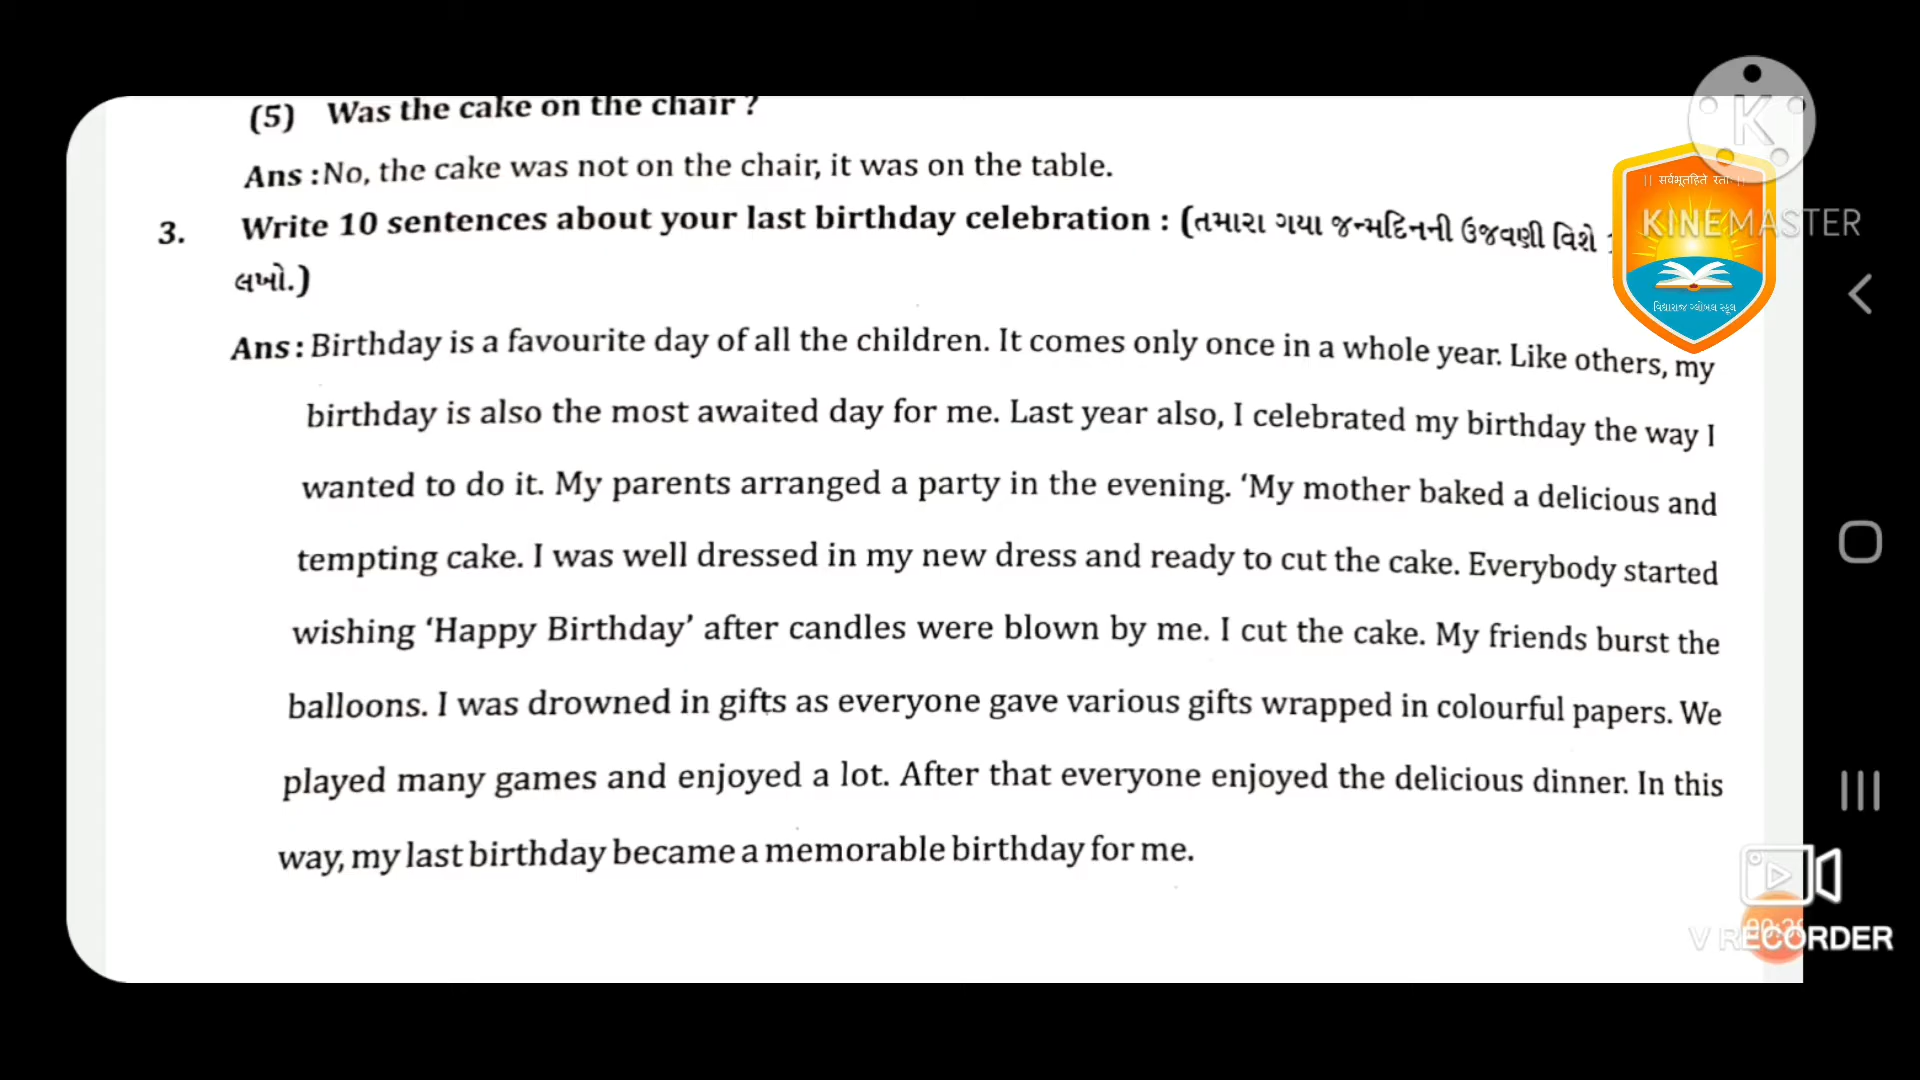 (5) Was the cake on the chair ?
Ans : No, the cake was not on the chair, it was on the table.
3. Write 10 sentences about your last birthday celebration : (તમારા ગયા જન્મદિનની ઉજવણી વિશે
લખો.)
Ans : Birthday is a favourite day of all the children. It comes only once in a whole year. Like others, my
birthday is also the most awaited day for me. Last year also, I celebrated my birthday the way I
wanted to do it. My parents arranged a party in the evening. ‘My mother baked a delicious and
tempting cake. I was well dressed in my new dress and ready to cut the cake. Everybody started
wishing ‘Happy Birthday’ after candles were blown by me. I cut the cake. My friends burst the
balloons. I was drowned in gifts as everyone gave various gifts wrapped in colourful papers. We
played many games and enjoyed a lot. After that everyone enjoyed the delicious dinner. In this
way, my last birthday became a memorable birthday for me.
K
KINEMASTER
|| सर्वभूतहिते रताः ||
વિદ્યારાજ ગ્લોબલ સ્કૂલ
V RECORDER